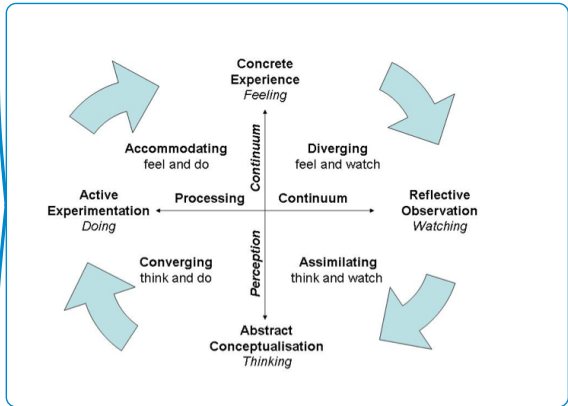 Concrete
Experience
Feeling
Accommodating
feel and do
Continuum
Diverging
feel and watch
Active
Experimentation
Doing
Processing
Continuum
Reflective
Observation
Watching
Converging
think and do
Perception
Assimilating
think and watch
Abstract
Conceptualisation
Thinking